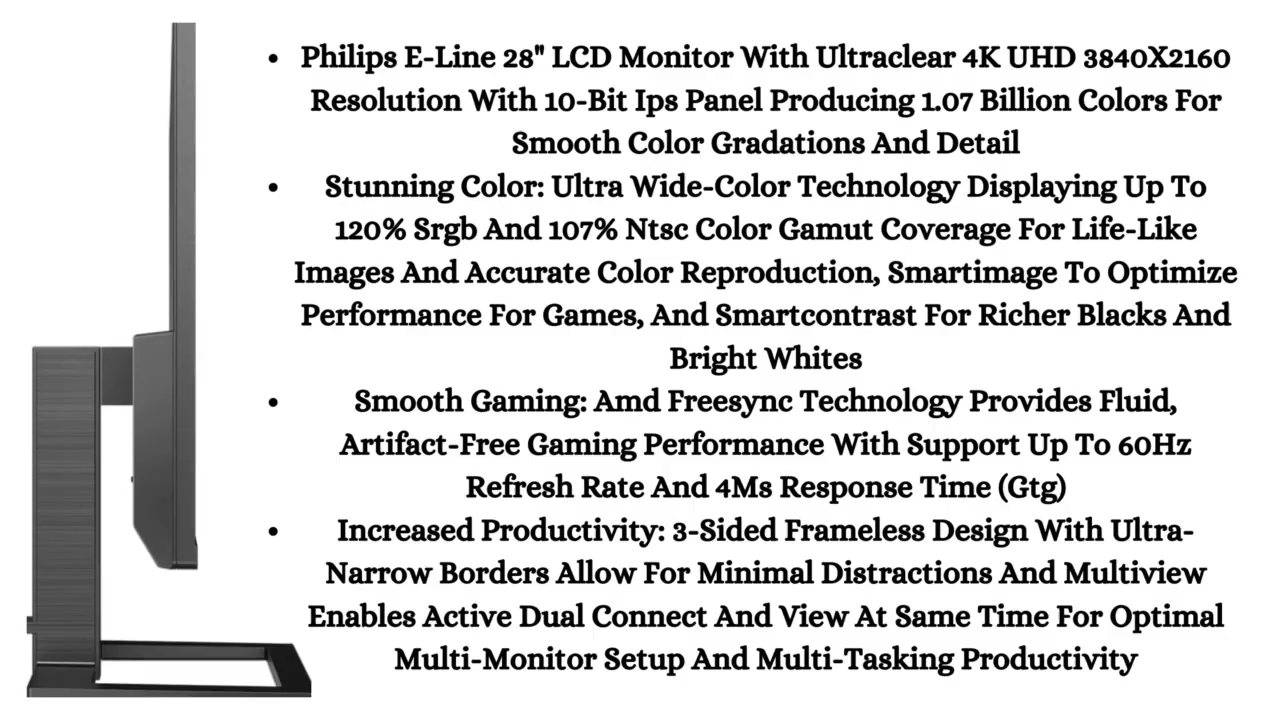 • Philips E-Line 28" LCD Monitor With Ultraclear 4K UHD 3840X2160
Resolution With 10-Bit Ips Panel Producing 1.07 Billion Colors For
Smooth Color Gradations And Detail
• Stunning Color: Ultra Wide-Color Technology Displaying Up To
120% Srgb And 107% Ntsc Color Gamut Coverage For Life-Like
Images And Accurate Color Reproduction, Smartimage To Optimize
Performance For Games, And Smartcontrast For Richer Blacks And
Bright Whites
• Smooth Gaming: Amd Freesync Technology Provides Fluid,
Artifact-Free Gaming Performance With Support Up To 60Hz
Refresh Rate And 4Ms Response Time (Gtg)
• Increased Productivity: 3-Sided Frameless Design With Ultra-
Narrow Borders Allow For Minimal Distractions And Multiview
Enables Active Dual Connect And View At Same Time For Optimal
Multi-Monitor Setup And Multi-Tasking Productivity